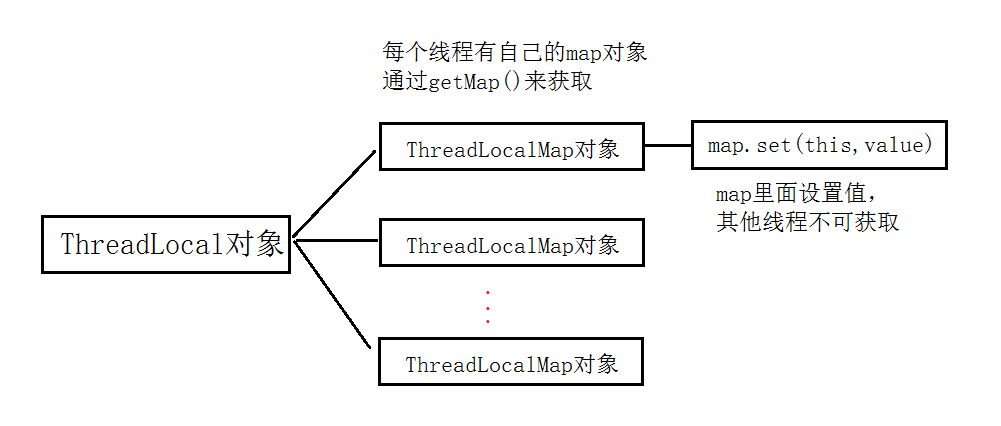 每个线程有自己的map对象
通过getMap()来获取
ThreadLocalMap对象
map.set(this,value)
map里面设置值，
其他线程不可获取
ThreadLocal对象
ThreadLocalMap对象
ThreadLocalMap对象